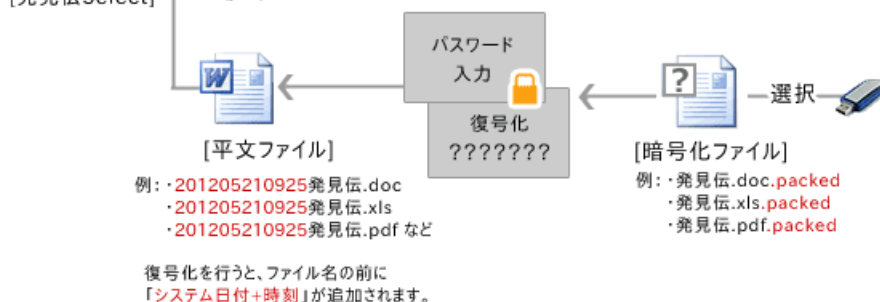 パスワード
入力
復号化
???????
W
?
選択
[平文ファイル]
[暗号化ファイル]
例：・201205210925発見伝.doc
・201205210925発見伝.xls
・201205210925発見伝.pdf など
例：・発見伝.doc.packed
・発見伝.xls.packed
・発見伝.pdf.packed
復号化を行うと、ファイル名の前に
「システム日付+時刻」が追加されます。